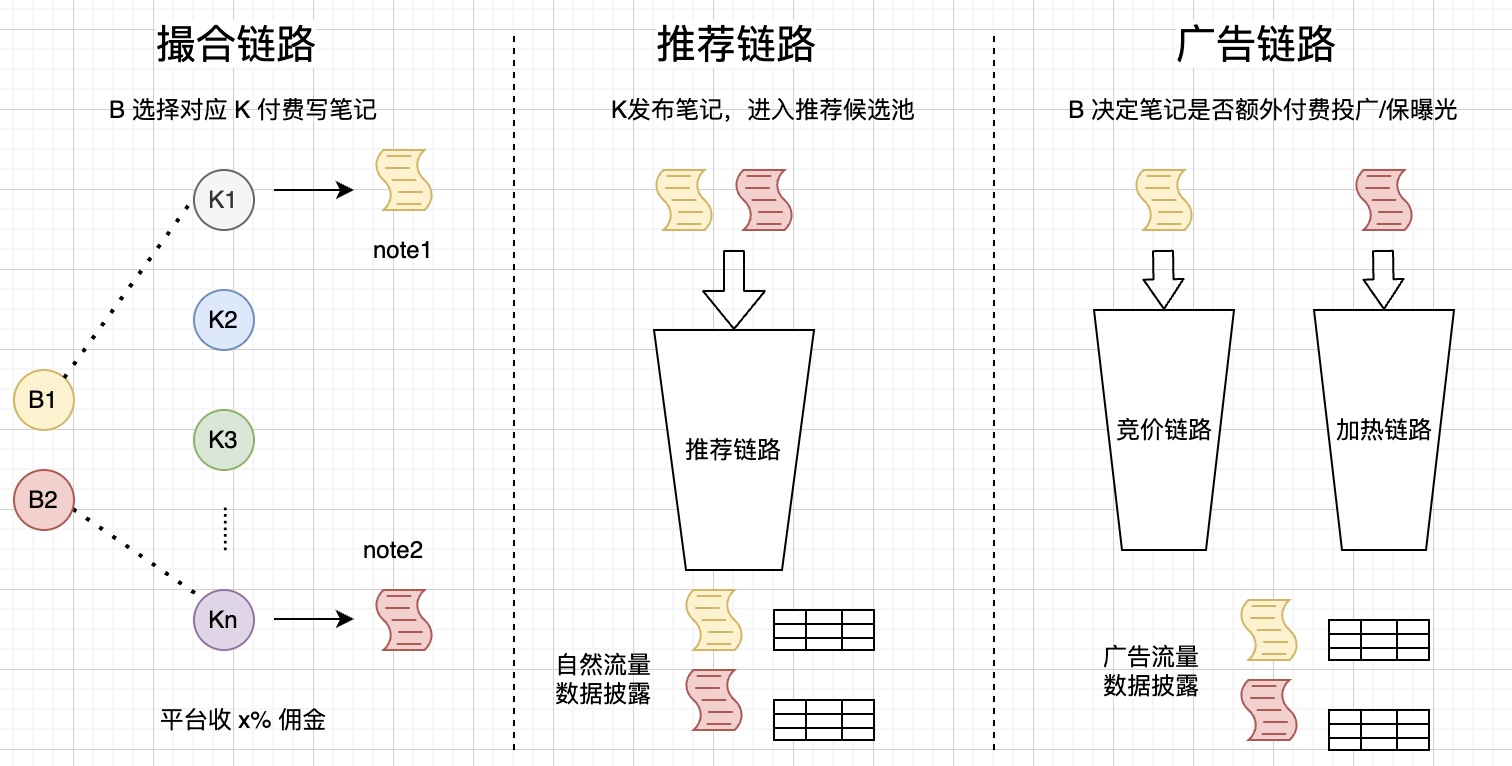 撮合链路
B 选择对应 K 付费写笔记
K1
note1
K2
B1
K3
B2
note2
Kn
平台收 x% 佣金
推荐链路
K发布笔记，进入推荐候选池
推荐链路
自然流量
数据披露
广告链路
B 决定笔记是否额外付费投广/保曝光
竞价链路
加热链路
广告流量
数据披露